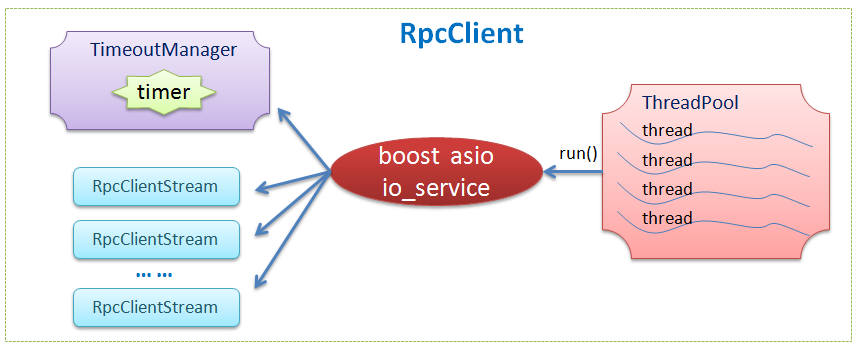 RpcClient
TimeoutManager
timer
RpcClientStream
RpcClientStream
... ...
RpcClientStream
boost asio
io_service
run()
ThreadPool
thread
thread
thread
thread